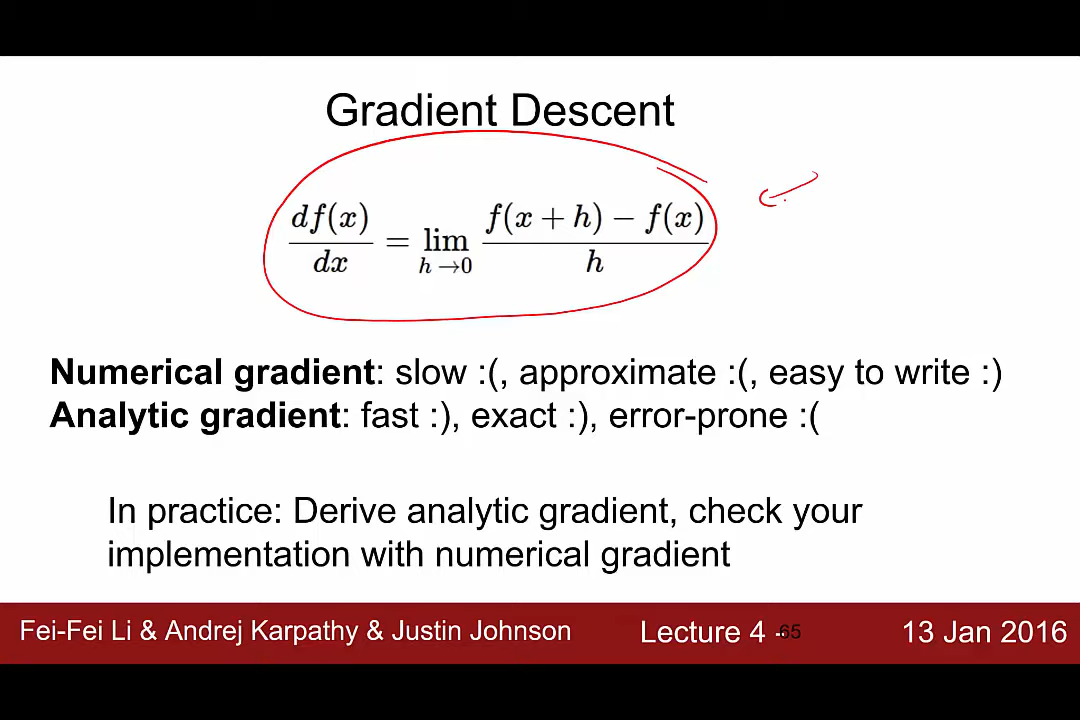 Gradient Descent
df(x)/dx = lim h→0 f(x + h) − f(x)/h
Numerical gradient: slow :(, approximate :(, easy to write :)
Analytic gradient: fast :), exact :), error-prone :(
In practice: Derive analytic gradient, check your
implementation with numerical gradient
Fei-Fei Li & Andrej Karpathy & Justin Johnson Lecture 4 - 65 13 Jan 2016